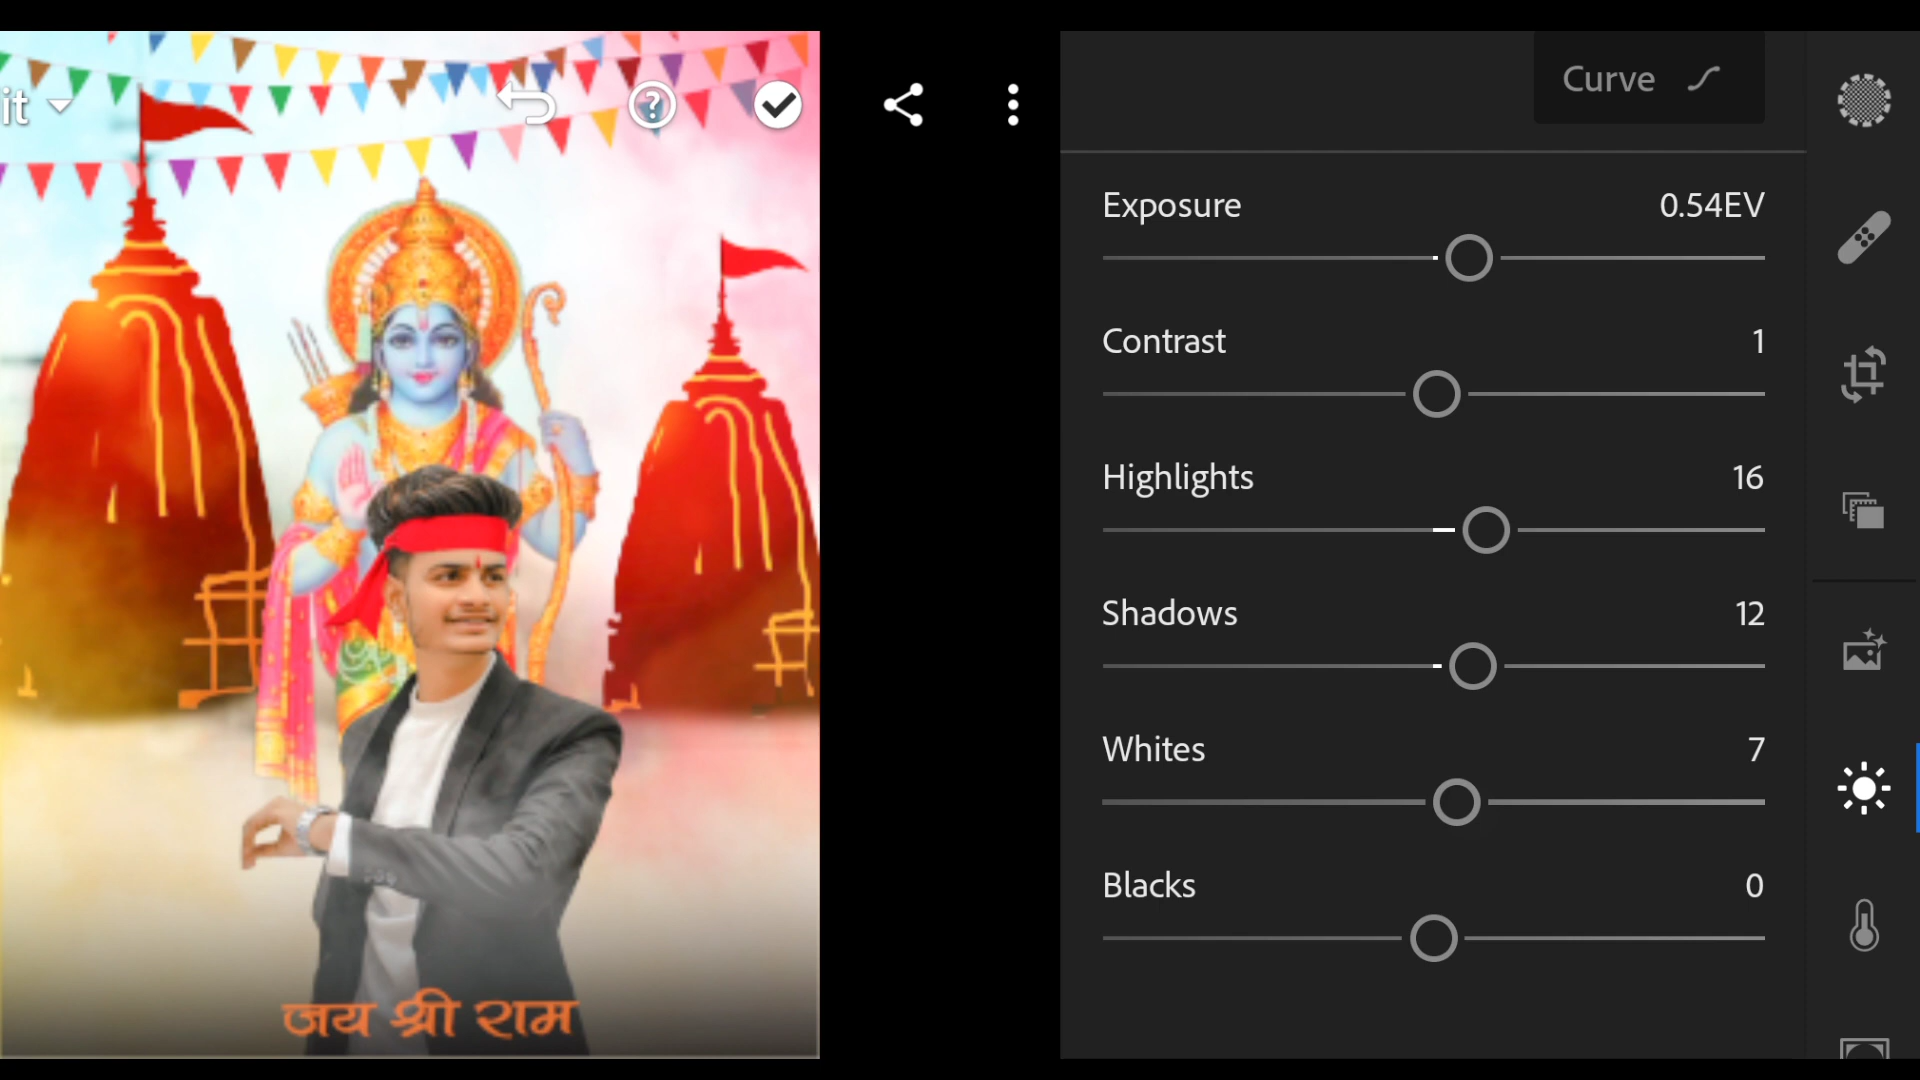 it
Curve
Exposure 0.54EV
Contrast 1
Highlights 16
Shadows 12
Whites 7
Blacks 0
जय श्री राम